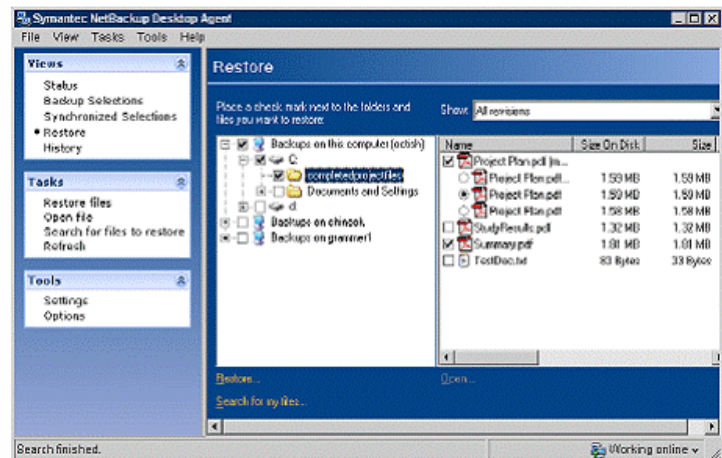 Symantec NetBackup Desktop Agent
File View Tasks Tools Help
Views
Status
Backup Selections
Synchronized Selections
Restore
History
Tasks
Restore files
Open file
Search for files to restore
Refresh
Tools
Settings
Options
Restore
Place a check mark next to the folders and
files you want to restore:
Show: All revisions
Backups on this computer (octish)
C:
completedprojectfiles
Documents and Settings
d:
Backups on chinook
Backups on grammer1
Name Size On Disk Size
Project Plan.pdf
Project Plan.pdf... 1.59 MB 1.59 MB
Project Plan.pdf 1.59 MB 1.59 MB
Project Plan.pdf 1.58 MB 1.58 MB
StudyResults.pdf 1.32 MB 1.32 MB
Summary.pdf 1.81 MB 1.81 MB
TestDoc.txt 83 Bytes 33 Bytes
Restore...
Open...
Search for my files...
Search finished.
Working online